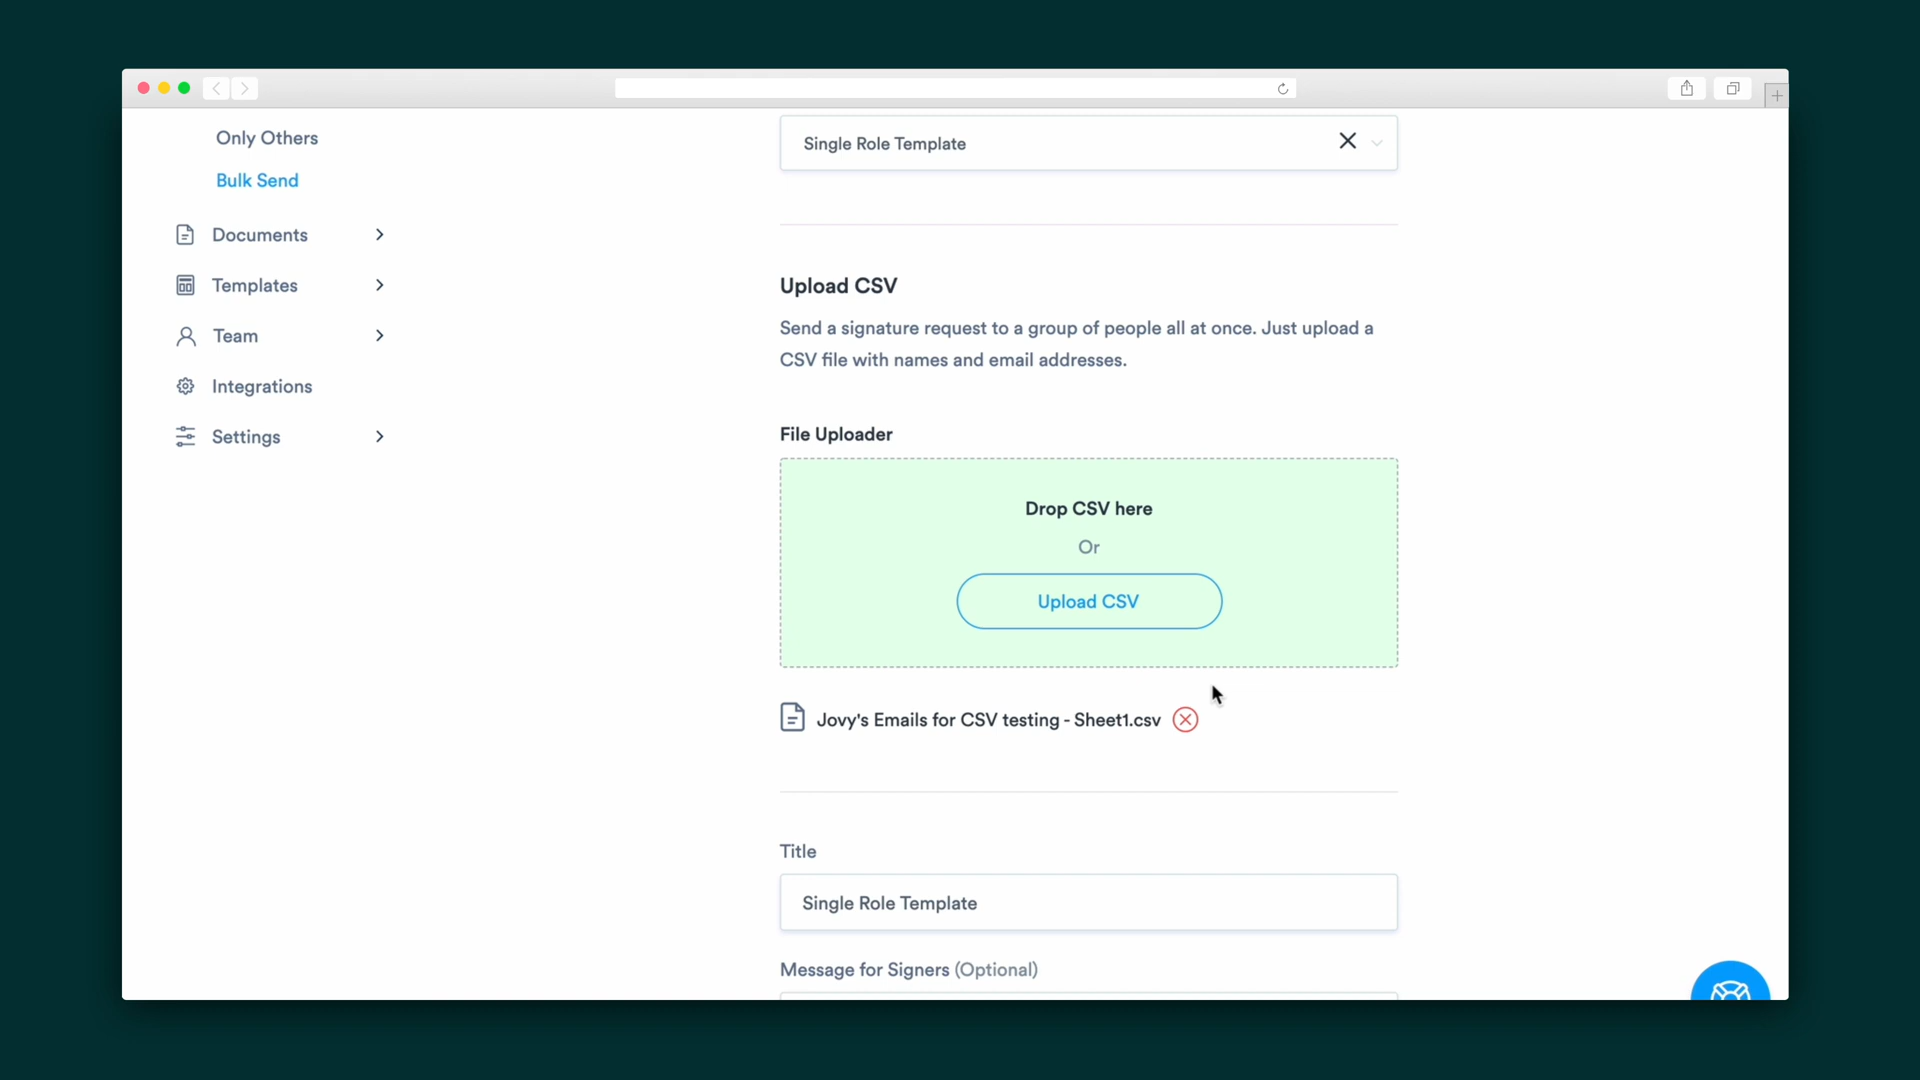 Only Others
Bulk Send
Documents
Templates
Team
Integrations
Settings
Single Role Template
Upload CSV
Send a signature request to a group of people all at once. Just upload a
CSV file with names and email addresses.
File Uploader
Drop CSV here
Or
Upload CSV
Jovy's Emails for CSV testing - Sheet1.csv
Title
Single Role Template
Message for Signers (Optional)